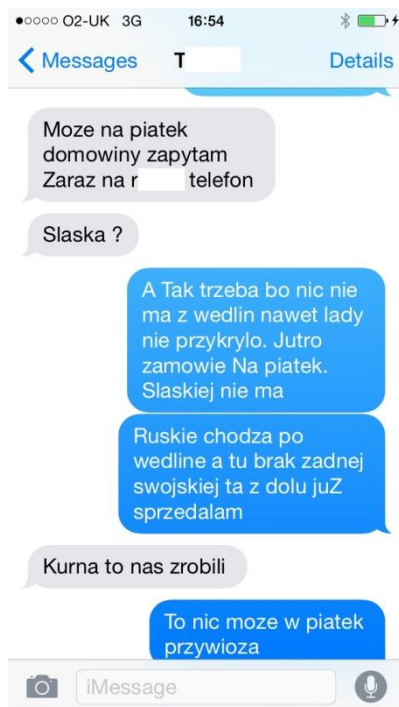 O2-UK 3G 16:54
Messages T Details
Moze na piatek
domowiny zapytam
Zaraz na r telefon
Slaska ?
A Tak trzeba bo nic nie
ma z wedlin nawet lady
nie przykrylo. Jutro
zamowie Na piatek.
Slaskiej nie ma
Ruskie chodza po
wedline a tu brak zadnej
swojskiej ta z dolu juZ
sprzedalam
Kurna to nas zrobili
To nic moze w piatek
przywioza
iMessage